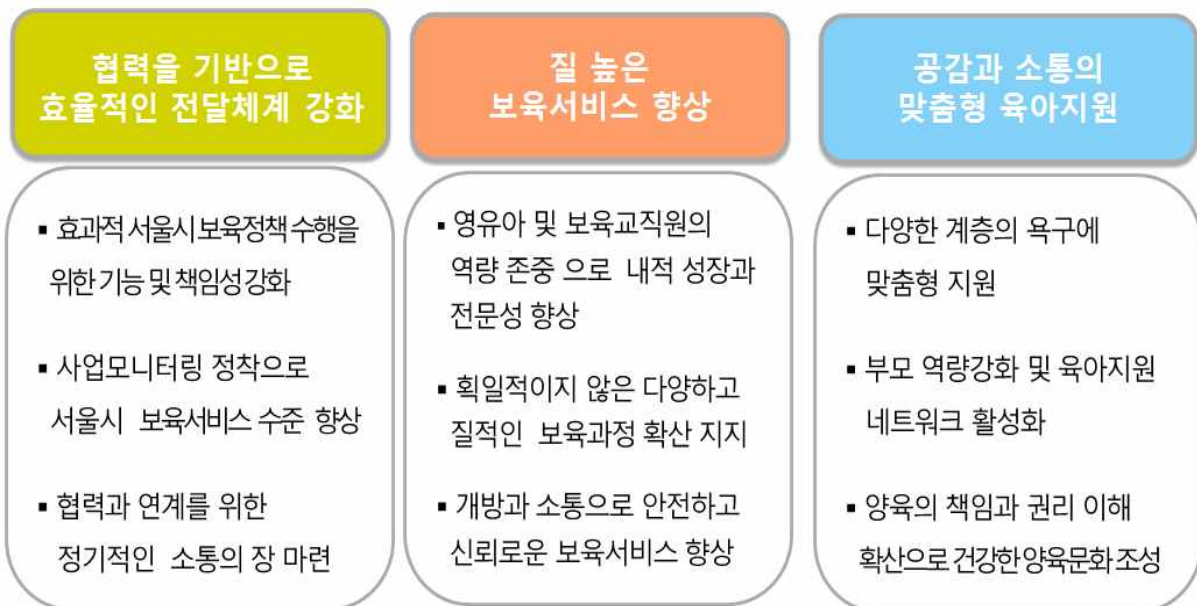 협력을 기반으로
효율적인 전달체계 강화
▪ 효과적 서울시 보육정책 수행을
위한 기능 및 책임성 강화
▪ 사업모니터링 정착으로
서울시 보육서비스 수준 향상
▪ 협력과 연계를 위한
정기적인 소통의 장 마련
질 높은
보육서비스 향상
▪ 영유아 및 보육교직원의
역량 존중 으로 내적 성장과
전문성 향상
▪ 획일적이지 않은 다양하고
질적인 보육과정 확산 지지
▪ 개방과 소통으로 안전하고
신뢰로운 보육서비스 향상
공감과 소통의
맞춤형 육아지원
▪ 다양한 계층의 욕구에
맞춤형 지원
▪ 부모 역량강화 및 육아지원
네트워크 활성화
▪ 양육의 책임과 권리 이해
확산으로 건강한 양육문화 조성